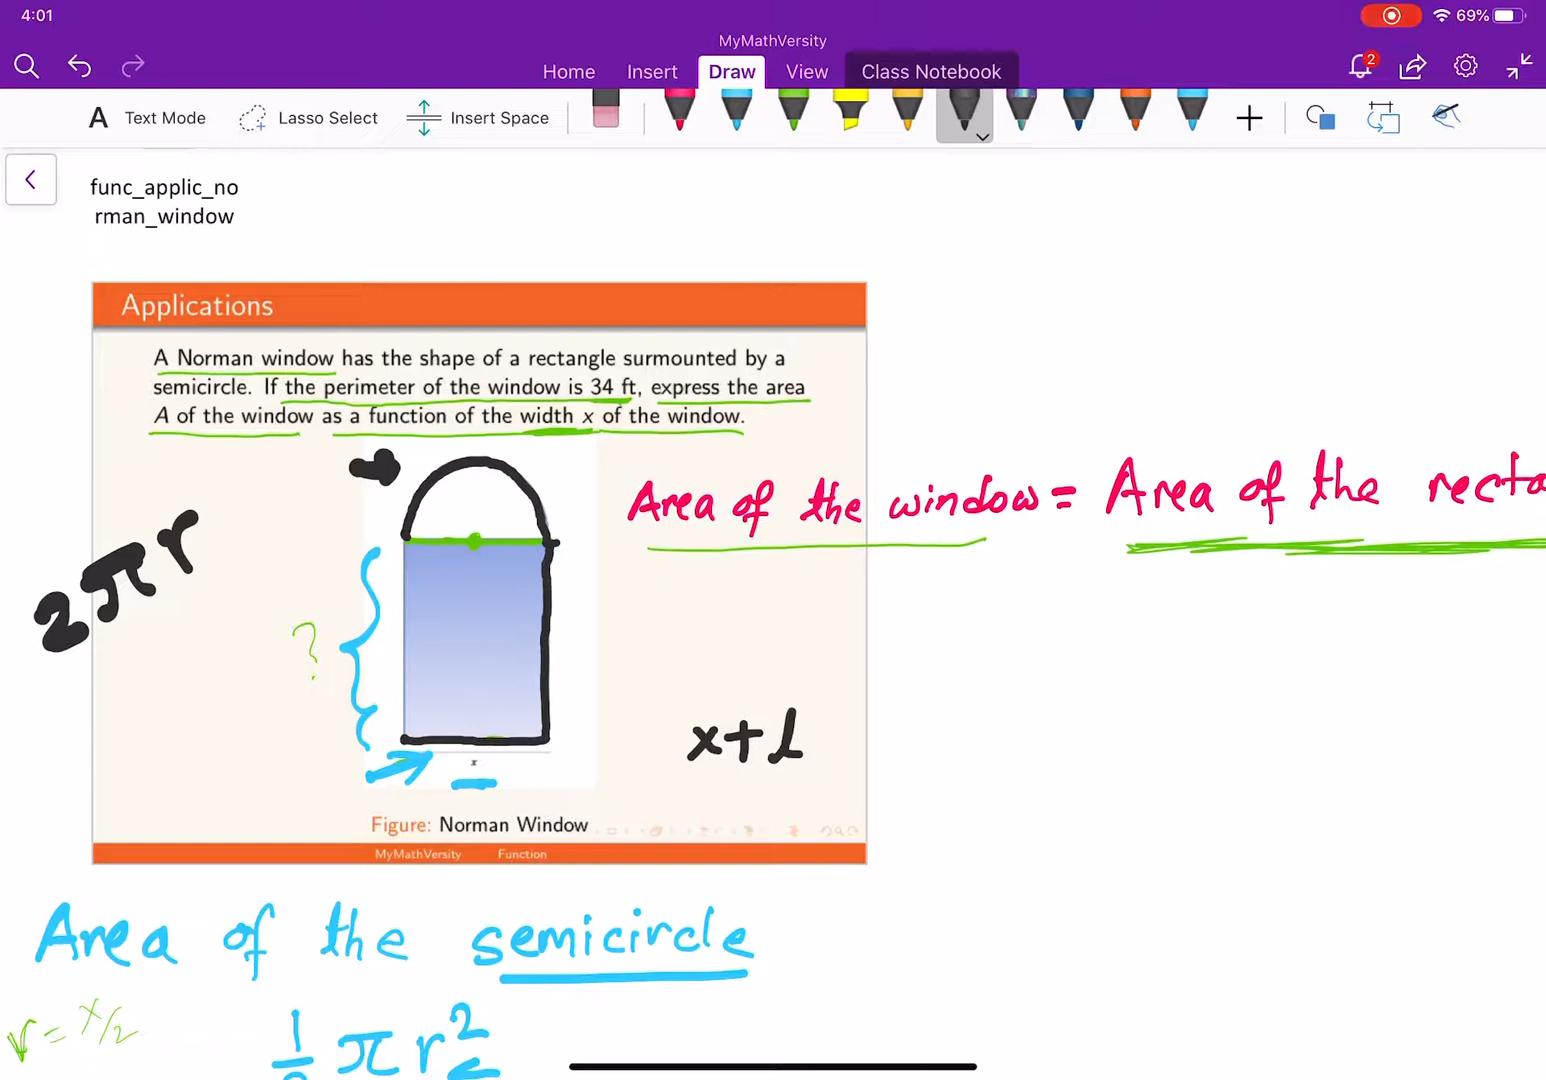 4:01
69%
MyMathVersity
2
Home Insert Draw View Class Notebook
A Text Mode Lasso Select Insert Space
func_applic_no
rman_window
Applications
A Norman window has the shape of a rectangle surmounted by a
semicircle. If the perimeter of the window is 34 ft, express the area
A of the window as a function of the width x of the window.
Area of the window = Area of the recta
2πr
?
x+l
x
Figure: Norman Window
MyMathVersity Function
Area of the semicircle
r = x/2
1 π r²